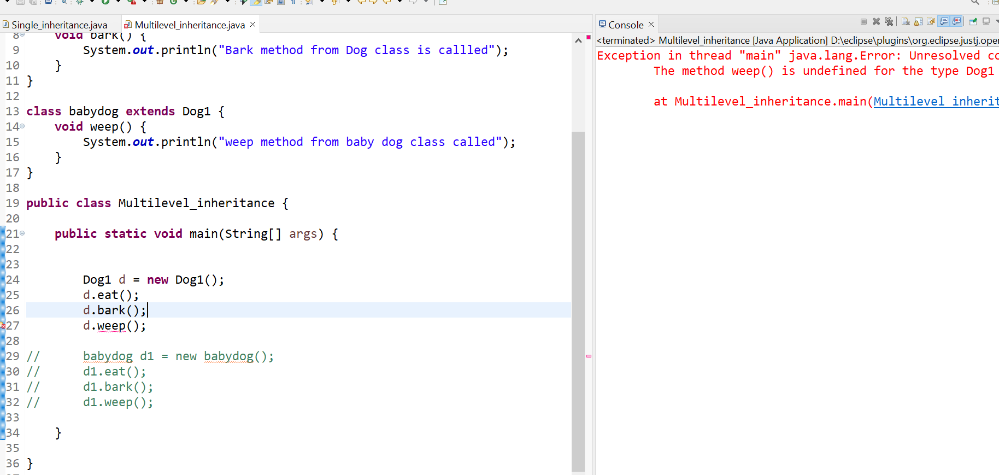 Single_inheritance.java
Multilevel_inheritance.java
8 void bark() {
9 System.out.println("Bark method from Dog class is callled");
10 }
11 }
12
13 class babydog extends Dog1 {
14 void weep() {
15 System.out.println("weep method from baby dog class called");
16 }
17 }
18
19 public class Multilevel_inheritance {
20
21 public static void main(String[] args) {
22
23
24 Dog1 d = new Dog1();
25 d.eat();
26 d.bark();
27 d.weep();
28
29 // babydog d1 = new babydog();
30 // d1.eat();
31 // d1.bark();
32 // d1.weep();
33
34 }
35
36 }
Console
<terminated> Multilevel_inheritance [Java Application] D:\eclipse\plugins\org.eclipse.justj.ope
Exception in thread "main" java.lang.Error: Unresolved co
The method weep() is undefined for the type Dog1
at Multilevel_inheritance.main(Multilevel_inherit